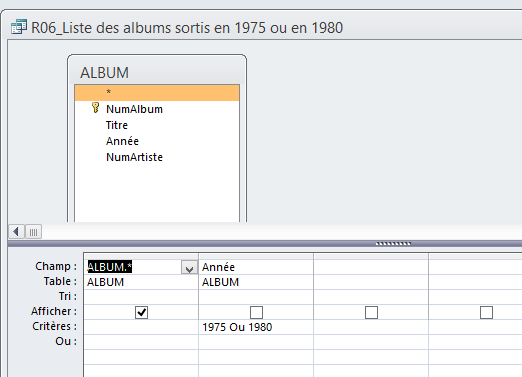 R06_Liste des albums sortis en 1975 ou en 1980
ALBUM
*
NumAlbum
Titre
Année
NumArtiste
Champ : ALBUM.* Année
Table : ALBUM ALBUM
Tri :
Afficher :
Critères : 1975 Ou 1980
Ou :